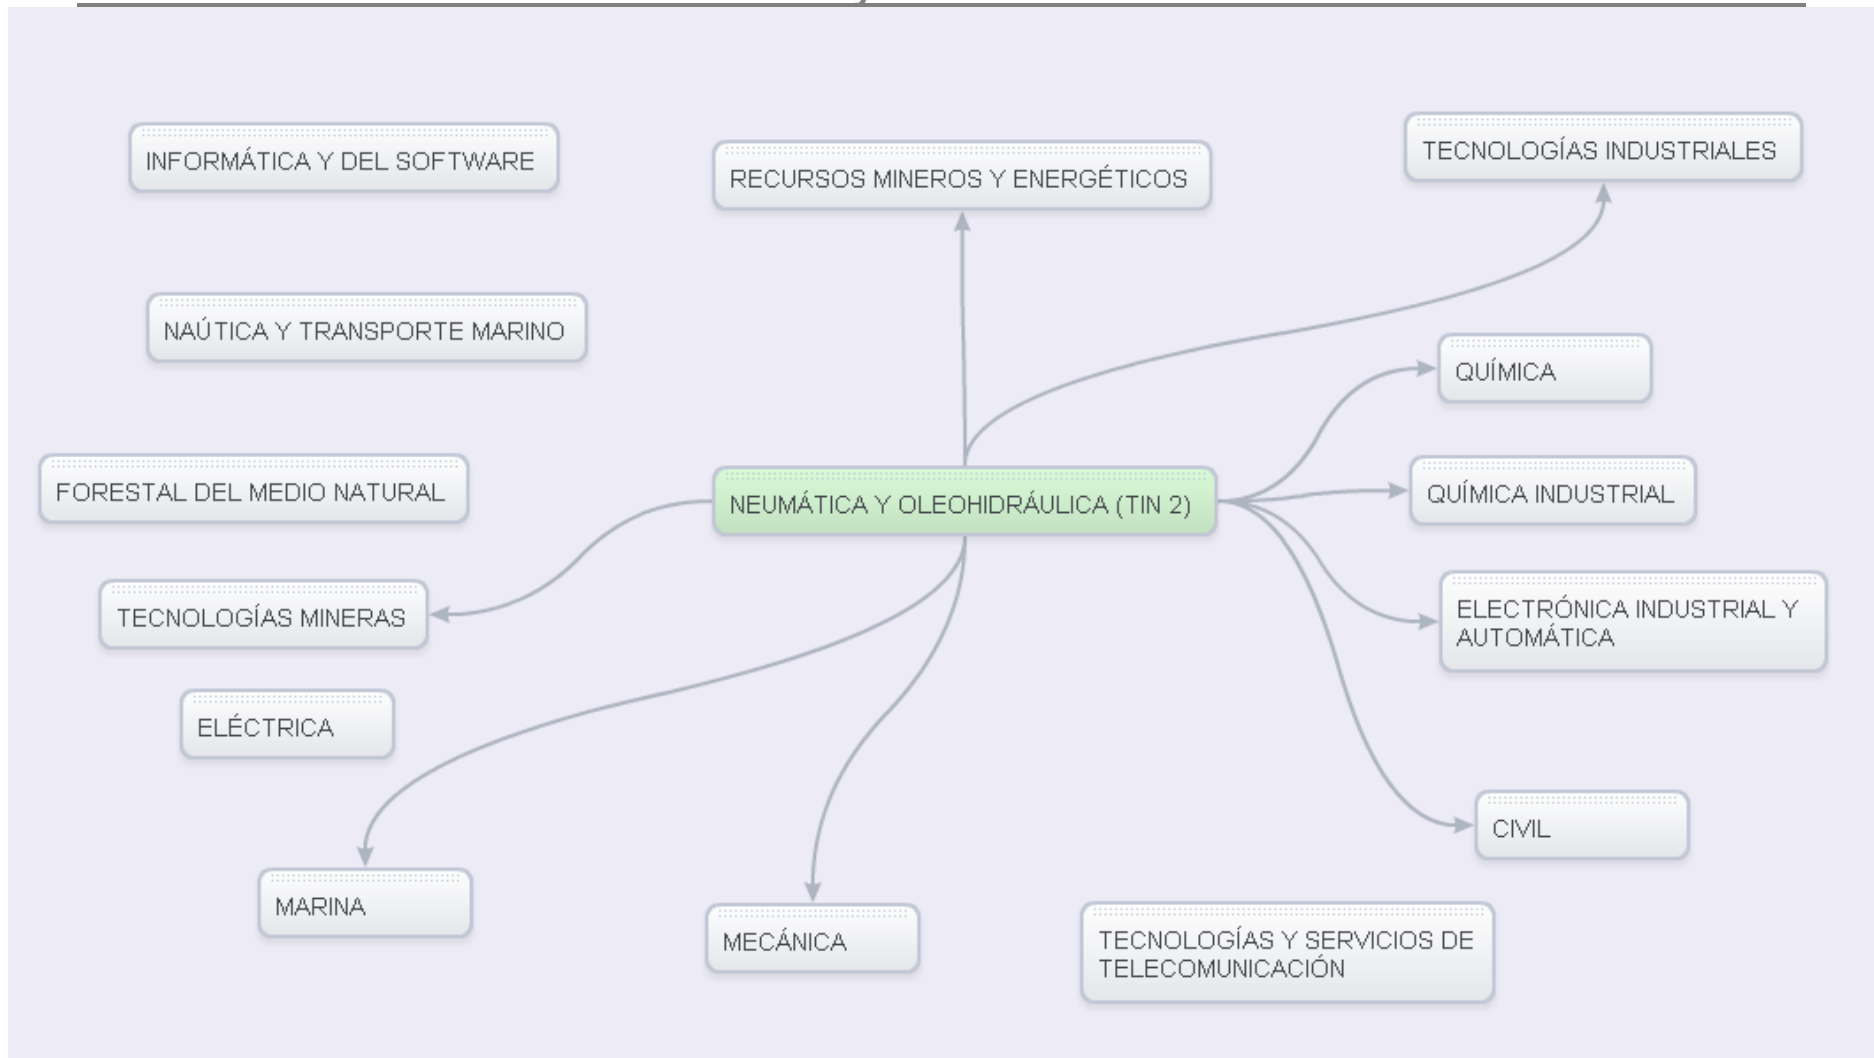 INFORMÁTICA Y DEL SOFTWARE
RECURSOS MINEROS Y ENERGÉTICOS
TECNOLOGÍAS INDUSTRIALES
NAÚTICA Y TRANSPORTE MARINO
QUÍMICA
FORESTAL DEL MEDIO NATURAL
NEUMÁTICA Y OLEOHIDRÁULICA (TIN 2)
QUÍMICA INDUSTRIAL
TECNOLOGÍAS MINERAS
ELECTRÓNICA INDUSTRIAL Y
AUTOMÁTICA
ELÉCTRICA
CIVIL
MARINA
MECÁNICA
TECNOLOGÍAS Y SERVICIOS DE
TELECOMUNICACIÓN